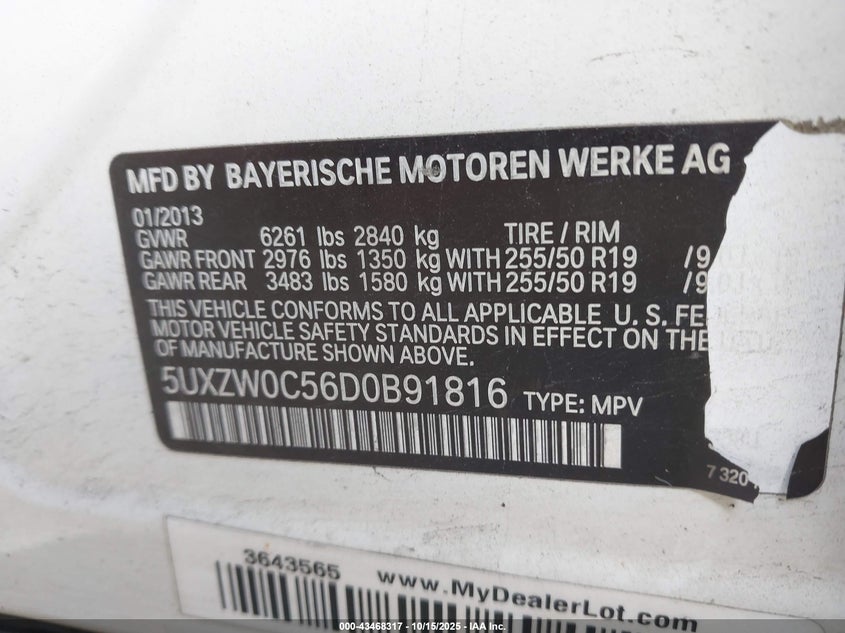 MFD BY BAYERISCHE MOTOREN WERKE AG
01/2013
GVWR 6261 lbs 2840 kg TIRE / RIM
GAWR FRONT 2976 lbs 1350 kg WITH 255/50 R19 /9
GAWR REAR 3483 lbs 1580 kg WITH 255/50 R19 /9
THIS VEHICLE CONFORMS TO ALL APPLICABLE U. S. FE
MOTOR VEHICLE SAFETY STANDARDS IN EFFECT ON THE
OF MANUFACTURE SHOWN ABOVE.
5UXZW0C56D0B91816 TYPE: MPV
7 320
3643565 www.MyDealerLot.com
000-43468317 - 10/15/2025 - IAA Inc.